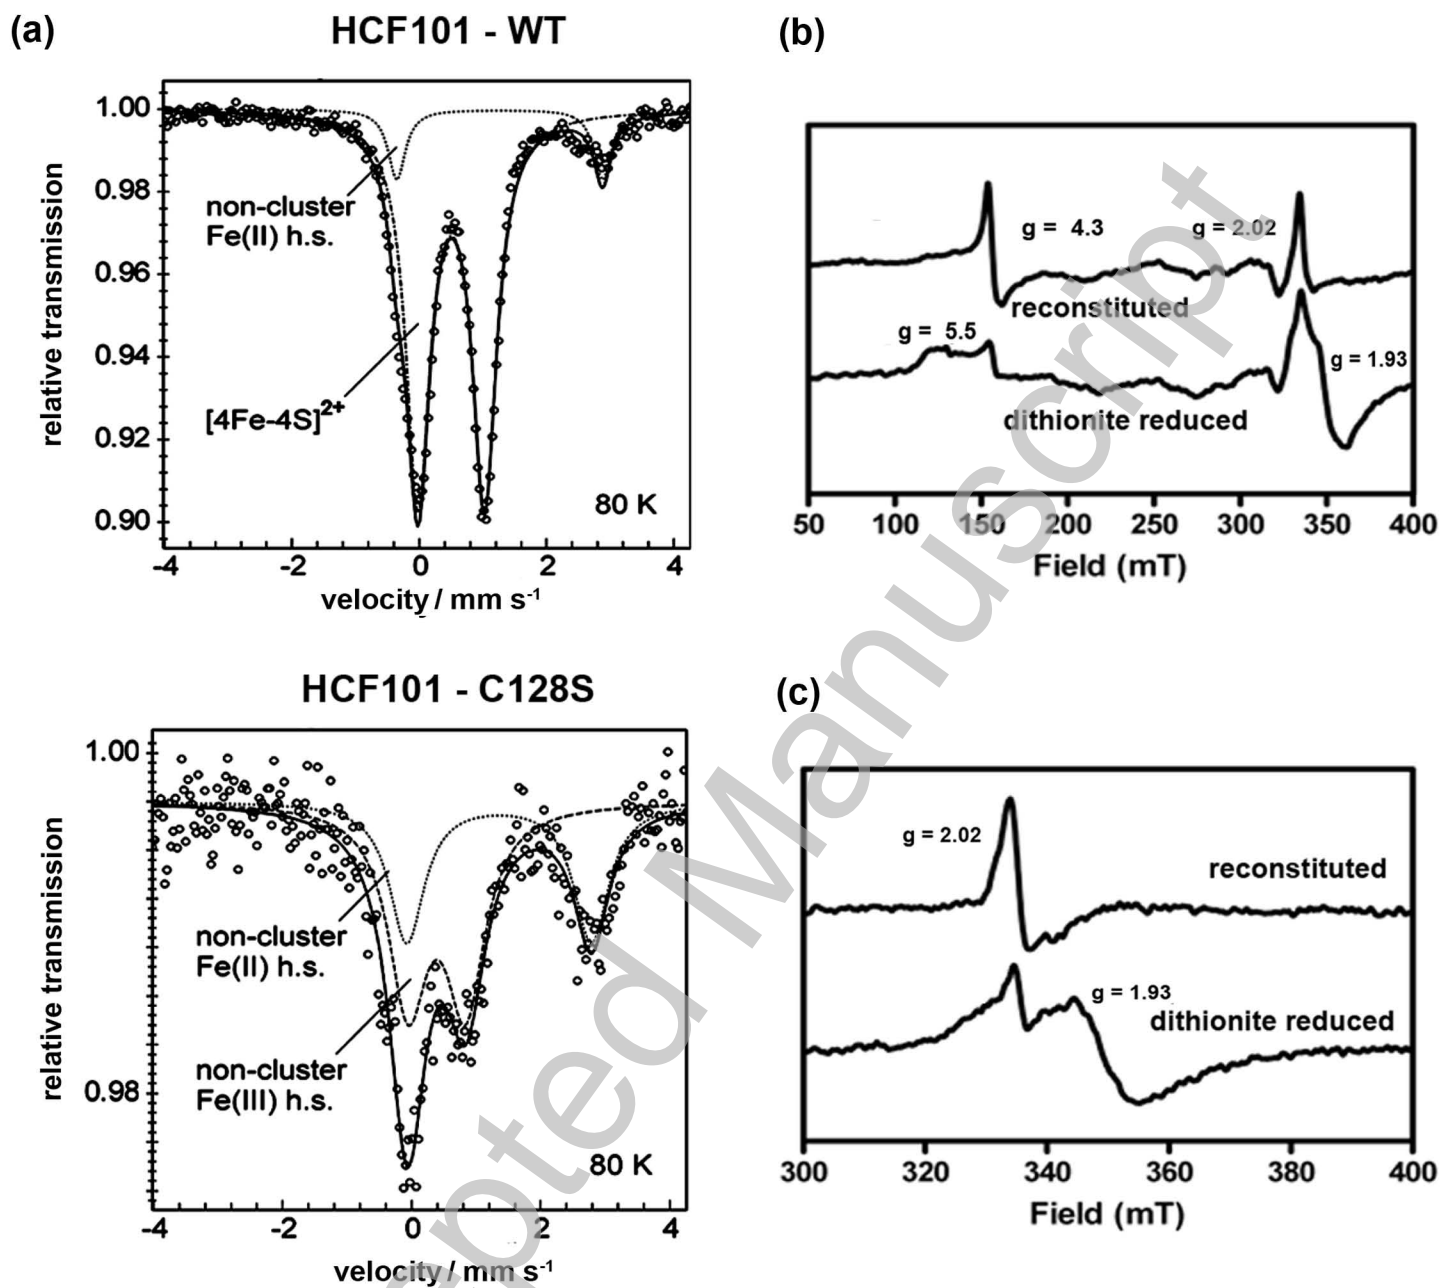 (a)
HCF101 - WT
1.00
0.98
0.96
0.94
0.92
0.90
relative transmission
non-cluster
Fe(II) h.s.
[4Fe-4S]²⁺
80 K
-4 -2 0 2 4
velocity / mm s⁻¹
(b)
g = 4.3
g = 2.02
reconstituted
g = 5.5
g = 1.93
dithionite reduced
50 100 150 200 250 300 350 400
Field (mT)
HCF101 - C128S
1.00
0.98
relative transmission
non-cluster
Fe(II) h.s.
non-cluster
Fe(III) h.s.
80 K
-4 -2 0 2 4
velocity / mm s⁻¹
(c)
g = 2.02
reconstituted
g = 1.93
dithionite reduced
300 320 340 360 380 400
Field (mT)
pted Manuscript